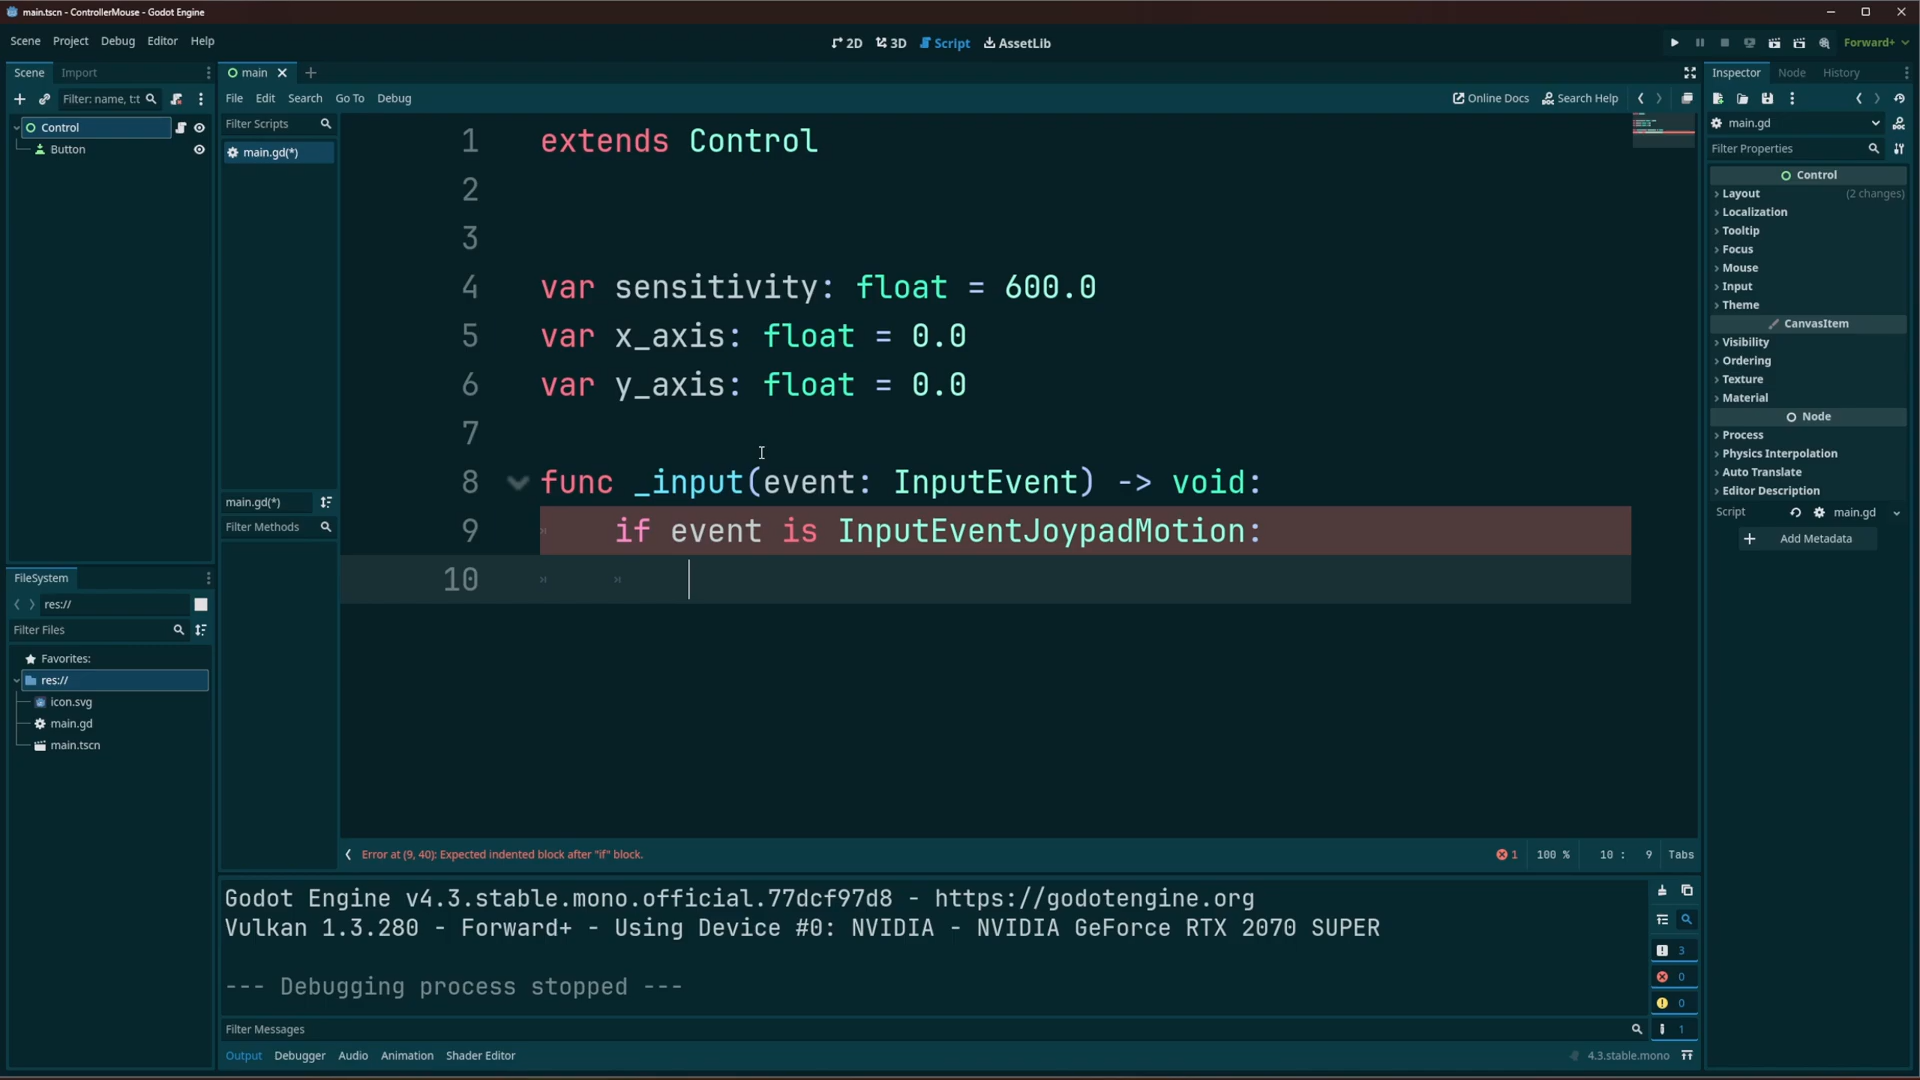 main.tscn - ControllerMouse - Godot Engine
Scene Project Debug Editor Help
2D 3D Script AssetLib
Forward+
Scene Import
main
Inspector Node History
Filter: name, t:t
File Edit Search Go To Debug
Online Docs Search Help
Control
Button
Filter Scripts
main.gd(*)
main.gd(*)
Filter Methods
1 extends Control
2
3
4 var sensitivity: float = 600.0
5 var x_axis: float = 0.0
6 var y_axis: float = 0.0
7
8 func _input(event: InputEvent) -> void:
9 if event is InputEventJoypadMotion:
10
main.gd
Filter Properties
Control
Layout (2 changes)
Localization
Tooltip
Focus
Mouse
Input
Theme
CanvasItem
Visibility
Ordering
Texture
Material
Node
Process
Physics Interpolation
Auto Translate
Editor Description
Script main.gd
Add Metadata
FileSystem
res://
Filter Files
Favorites:
res://
icon.svg
main.gd
main.tscn
Error at (9, 40): Expected indented block after "if" block.
1 100 % 10 : 9 Tabs
Godot Engine v4.3.stable.mono.official.77dcf97d8 - https://godotengine.org
Vulkan 1.3.280 - Forward+ - Using Device #0: NVIDIA - NVIDIA GeForce RTX 2070 SUPER
--- Debugging process stopped ---
3
0
0
1
Filter Messages
Output Debugger Audio Animation Shader Editor
4.3.stable.mono